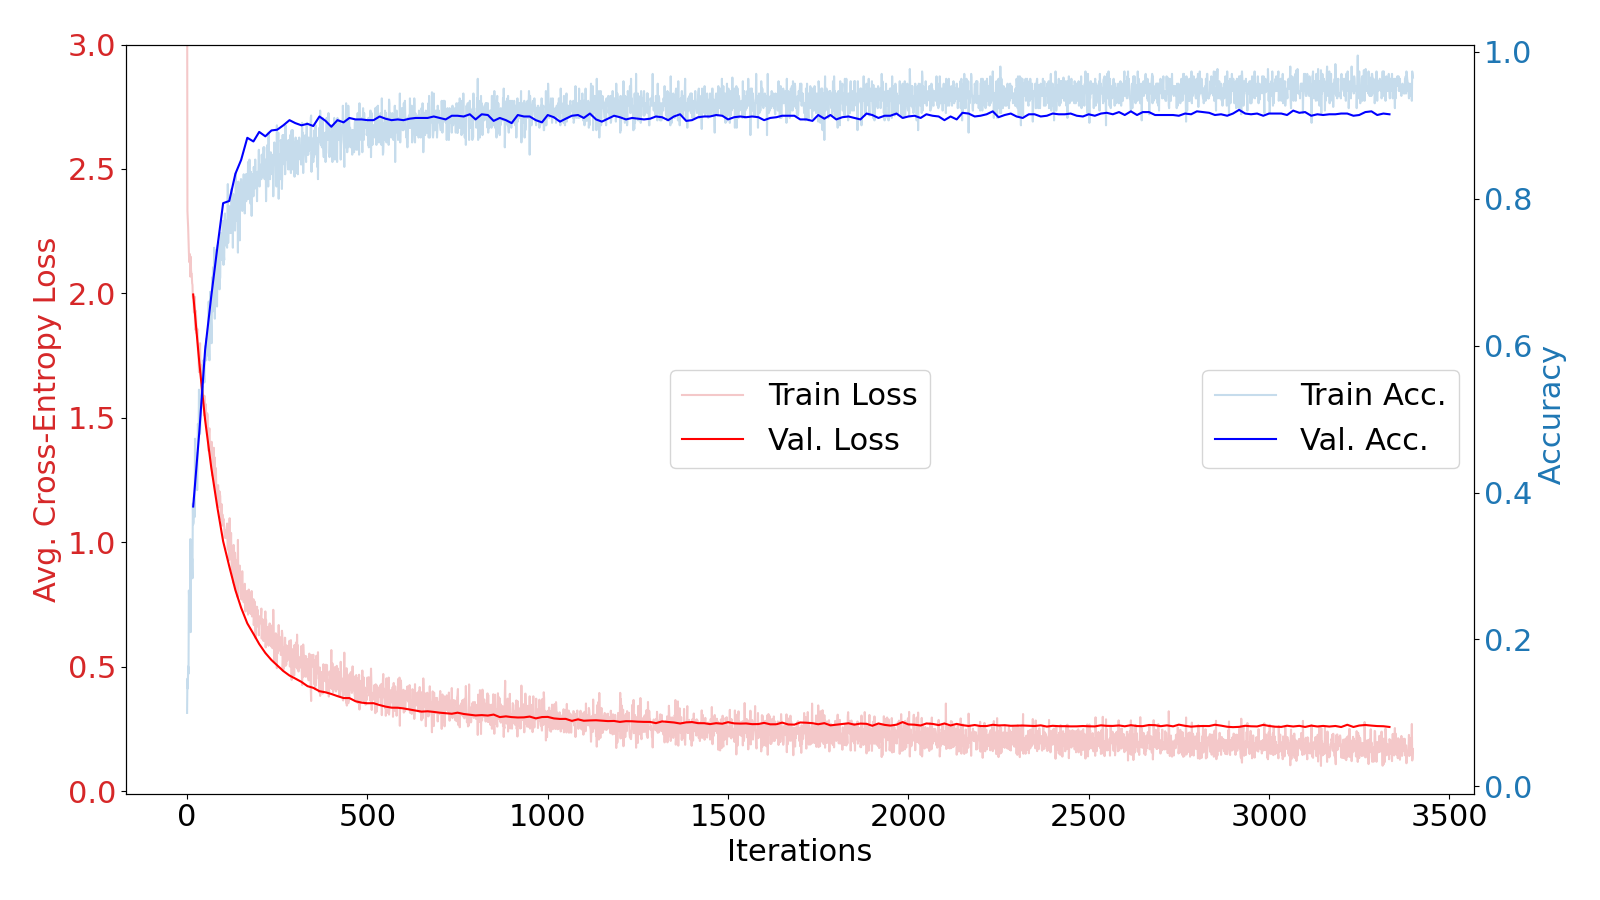 Avg. Cross-Entropy Loss
3.0
2.5
2.0
1.5
1.0
0.5
0.0
Train Loss
Val. Loss
Train Acc.
Val. Acc.
1.0
0.8
0.6
0.4
0.2
0.0
Accuracy
0 500 1000 1500 2000 2500 3000 3500
Iterations